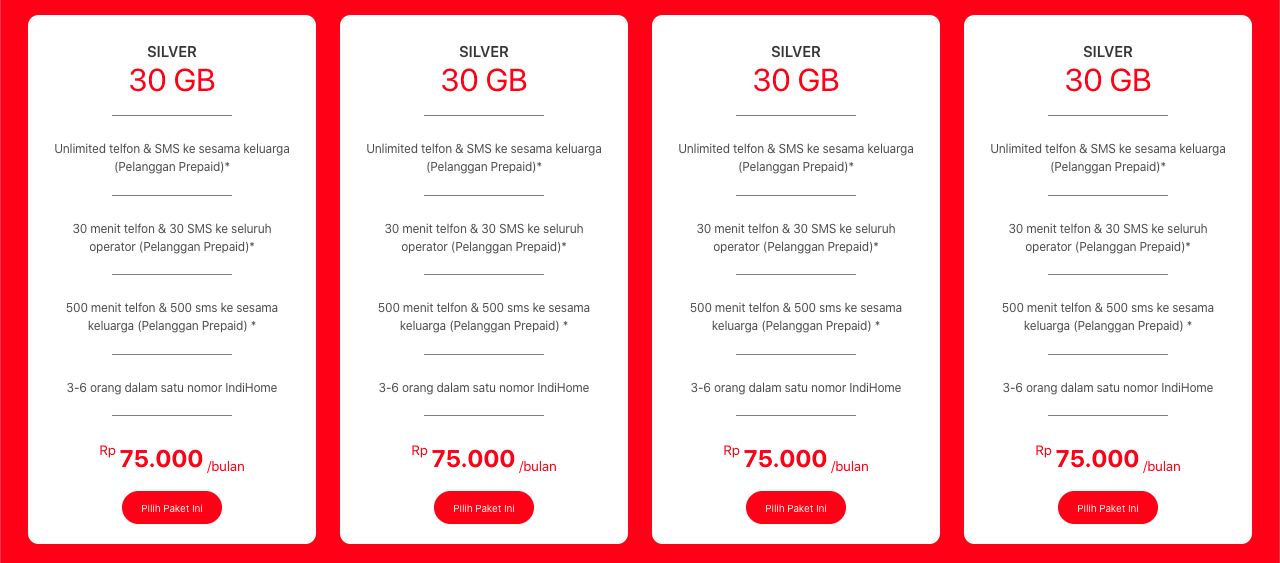 SILVER
30 GB
Unlimited telfon & SMS ke sesama keluarga
(Pelanggan Prepaid)*
30 menit telfon & 30 SMS ke seluruh
operator (Pelanggan Prepaid)*
500 menit telfon & 500 sms ke sesama
keluarga (Pelanggan Prepaid) *
3-6 orang dalam satu nomor IndiHome
Rp 75.000 /bulan
Pilih Paket Ini
SILVER
30 GB
Unlimited telfon & SMS ke sesama keluarga
(Pelanggan Prepaid)*
30 menit telfon & 30 SMS ke seluruh
operator (Pelanggan Prepaid)*
500 menit telfon & 500 sms ke sesama
keluarga (Pelanggan Prepaid) *
3-6 orang dalam satu nomor IndiHome
Rp 75.000 /bulan
Pilih Paket Ini
SILVER
30 GB
Unlimited telfon & SMS ke sesama keluarga
(Pelanggan Prepaid)*
30 menit telfon & 30 SMS ke seluruh
operator (Pelanggan Prepaid)*
500 menit telfon & 500 sms ke sesama
keluarga (Pelanggan Prepaid) *
3-6 orang dalam satu nomor IndiHome
Rp 75.000 /bulan
Pilih Paket Ini
SILVER
30 GB
Unlimited telfon & SMS ke sesama keluarga
(Pelanggan Prepaid)*
30 menit telfon & 30 SMS ke seluruh
operator (Pelanggan Prepaid)*
500 menit telfon & 500 sms ke sesama
keluarga (Pelanggan Prepaid) *
3-6 orang dalam satu nomor IndiHome
Rp 75.000 /bulan
Pilih Paket Ini